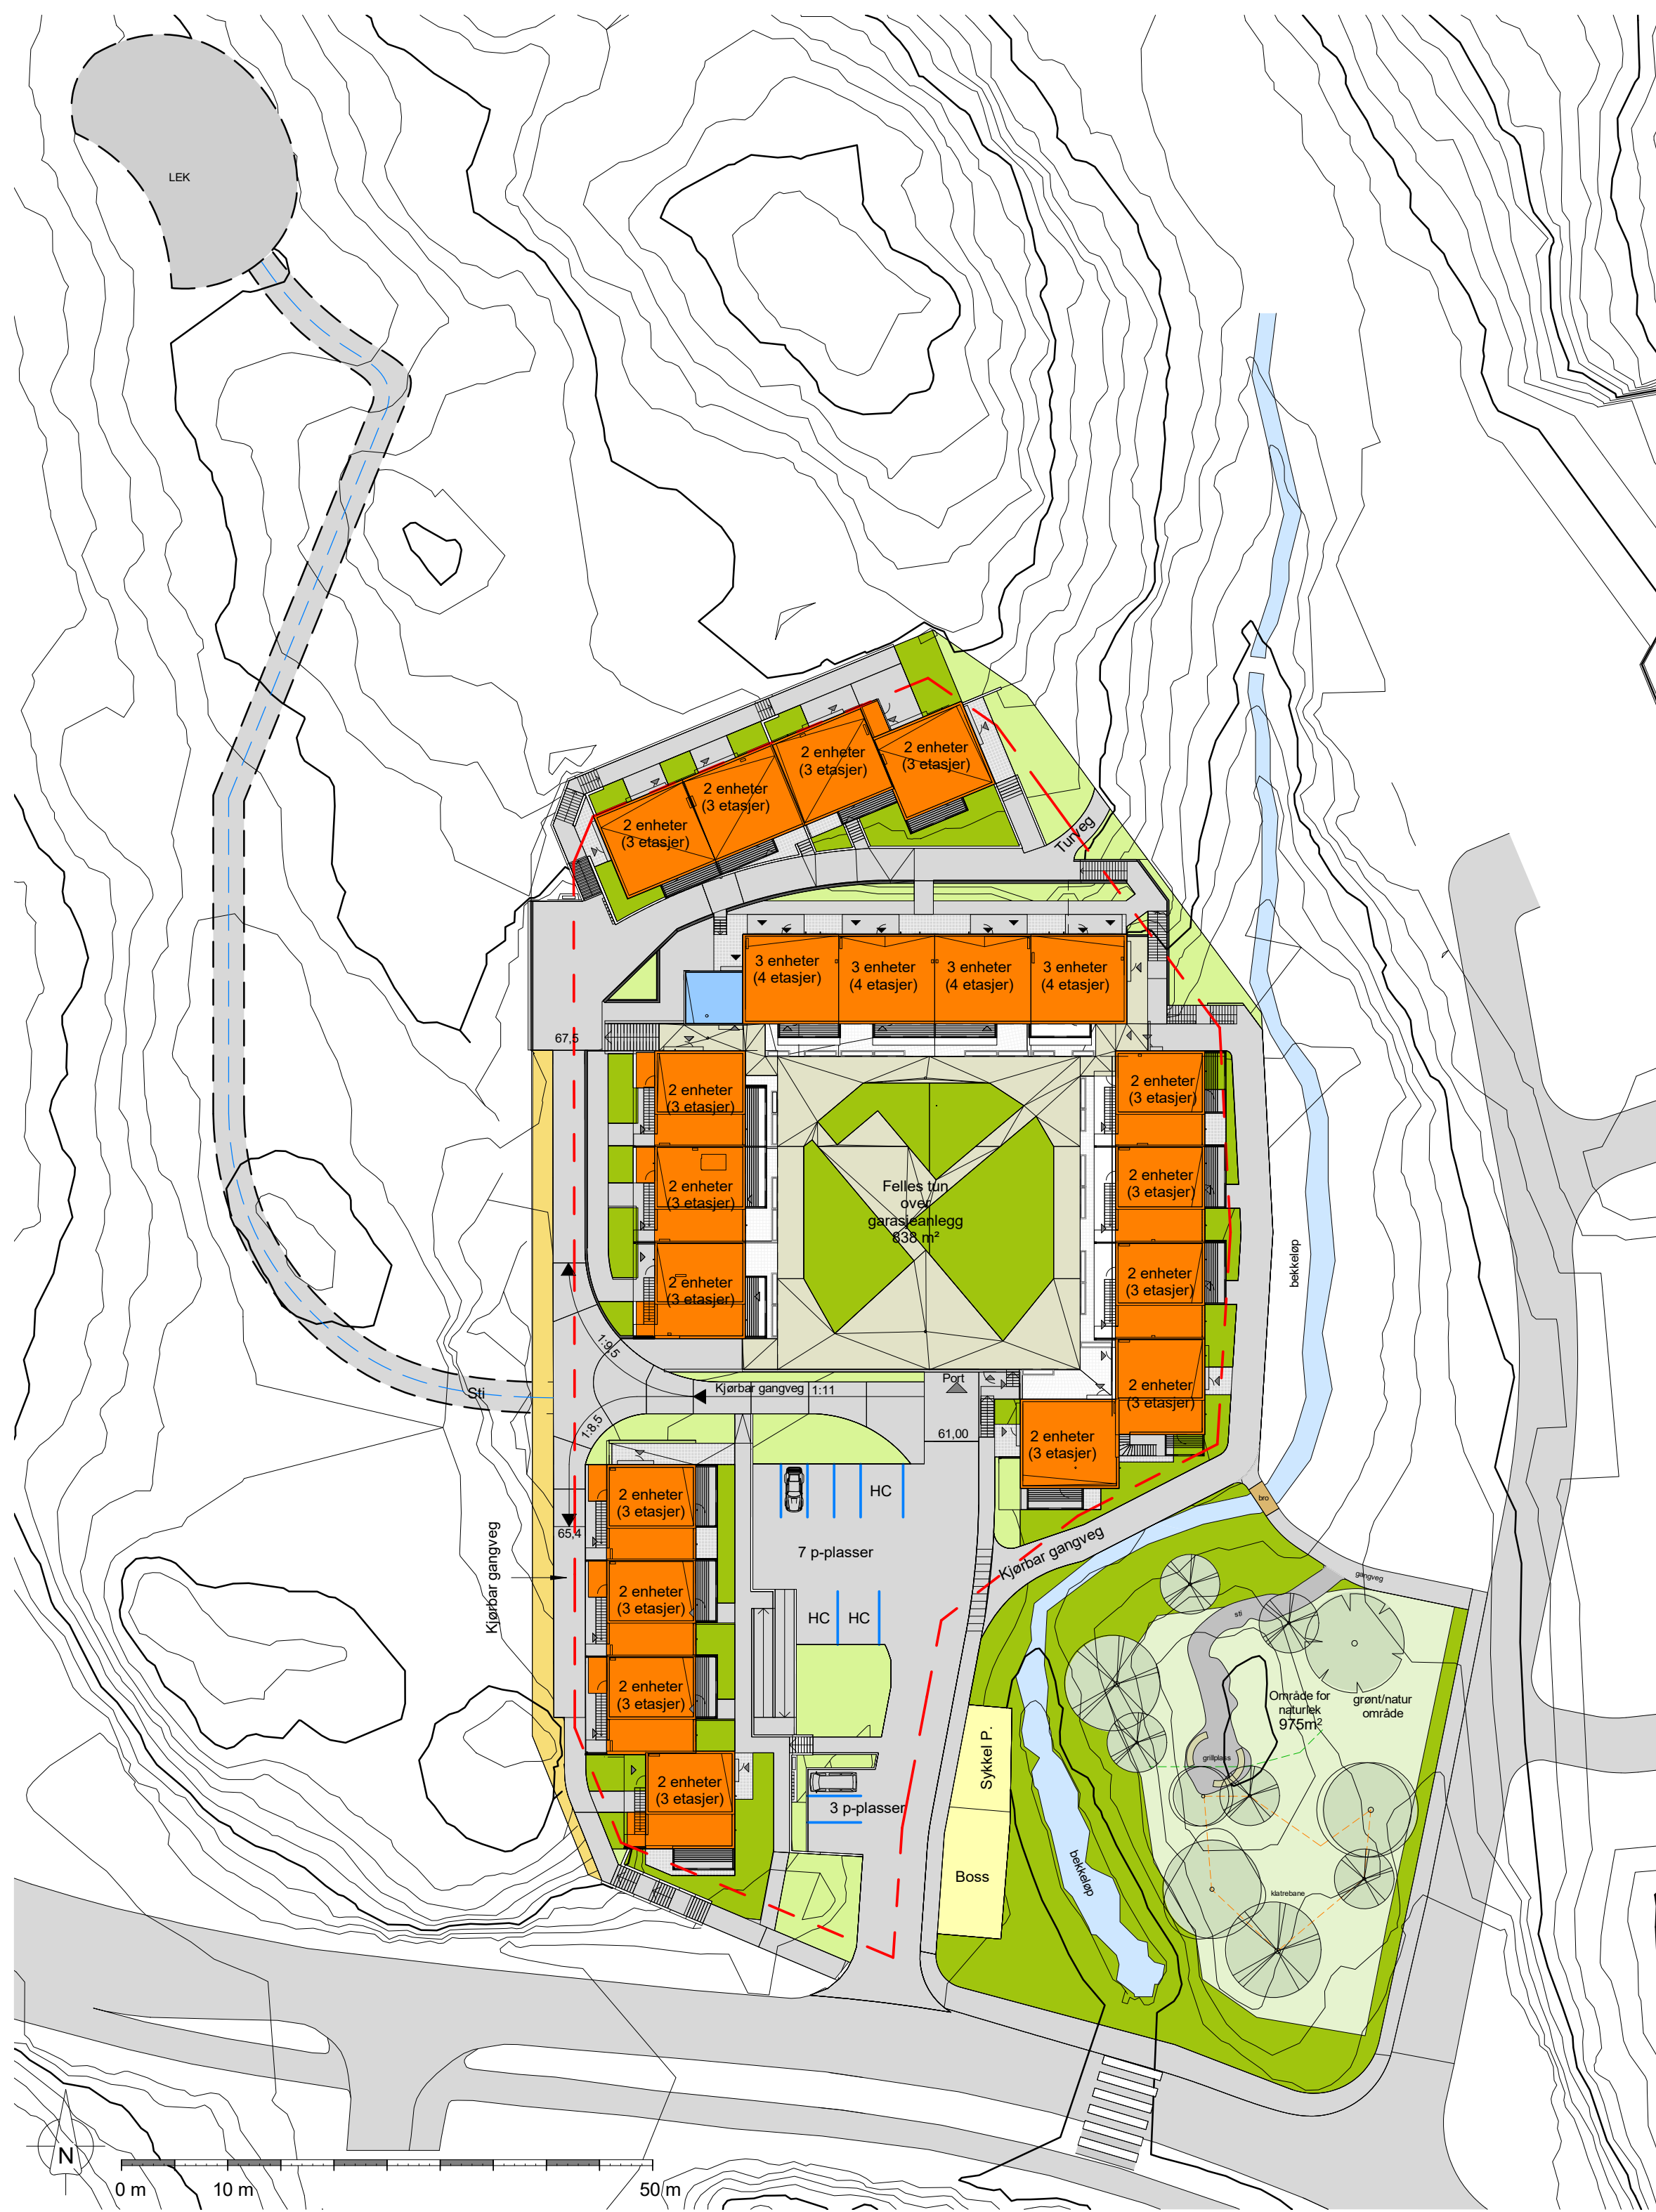 LEK
2 enheter
(3 etasjer)
2 enheter
(3 etasjer)
2 enheter
(3 etasjer)
2 enheter
(3 etasjer)
Turveg
3 enheter
(4 etasjer)
3 enheter
(4 etasjer)
3 enheter
(4 etasjer)
3 enheter
(4 etasjer)
67,5
2 enheter
(3 etasjer)
2 enheter
(3 etasjer)
2 enheter
(3 etasjer)
2 enheter
(3 etasjer)
2 enheter
(3 etasjer)
2 enheter
(3 etasjer)
2 enheter
(3 etasjer)
2 enheter
(3 etasjer)
Felles tun
over
garasjeanlegg
838 m²
bekkeløp
1:9,5
Sti
Kjørbar gangveg
1:11
Port
1:8,5
61,00
65,4
Kjørbar gangveg
HC
7 p-plasser
HC
HC
2 enheter
(3 etasjer)
2 enheter
(3 etasjer)
2 enheter
(3 etasjer)
2 enheter
(3 etasjer)
3 p-plasser
Kjørbar gangveg
bro
gangveg
sti
Område for
naturlek
975m²
grønt/natur
område
grillplass
klatrebane
Sykkel P.
Boss
bekkeløp
N
0 m
10 m
50 m